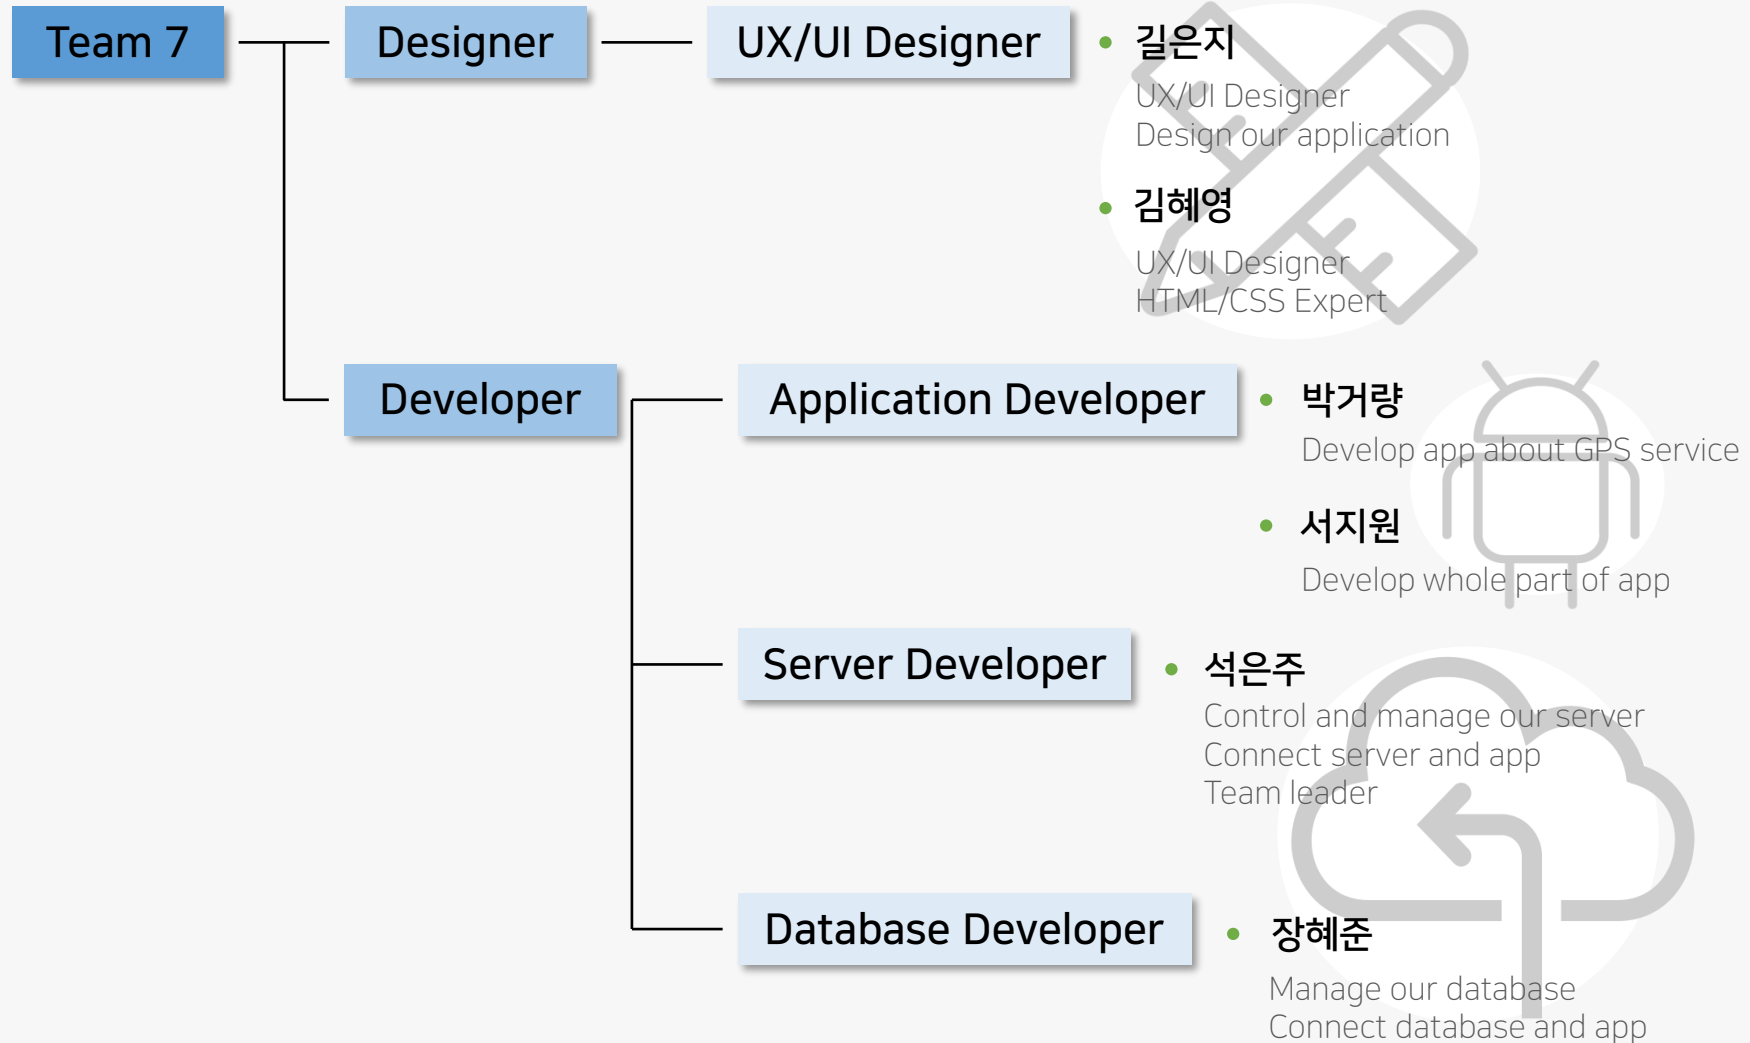 Team 7
Designer
UX/UI Designer
길은지
UX/UI Designer
Design our application
김혜영
UX/UI Designer
HTML/CSS Expert
Developer
Application Developer
박거량
Develop app about GPS service
서지원
Develop whole part of app
Server Developer
석은주
Control and manage our server
Connect server and app
Team leader
Database Developer
장혜준
Manage our database
Connect database and app